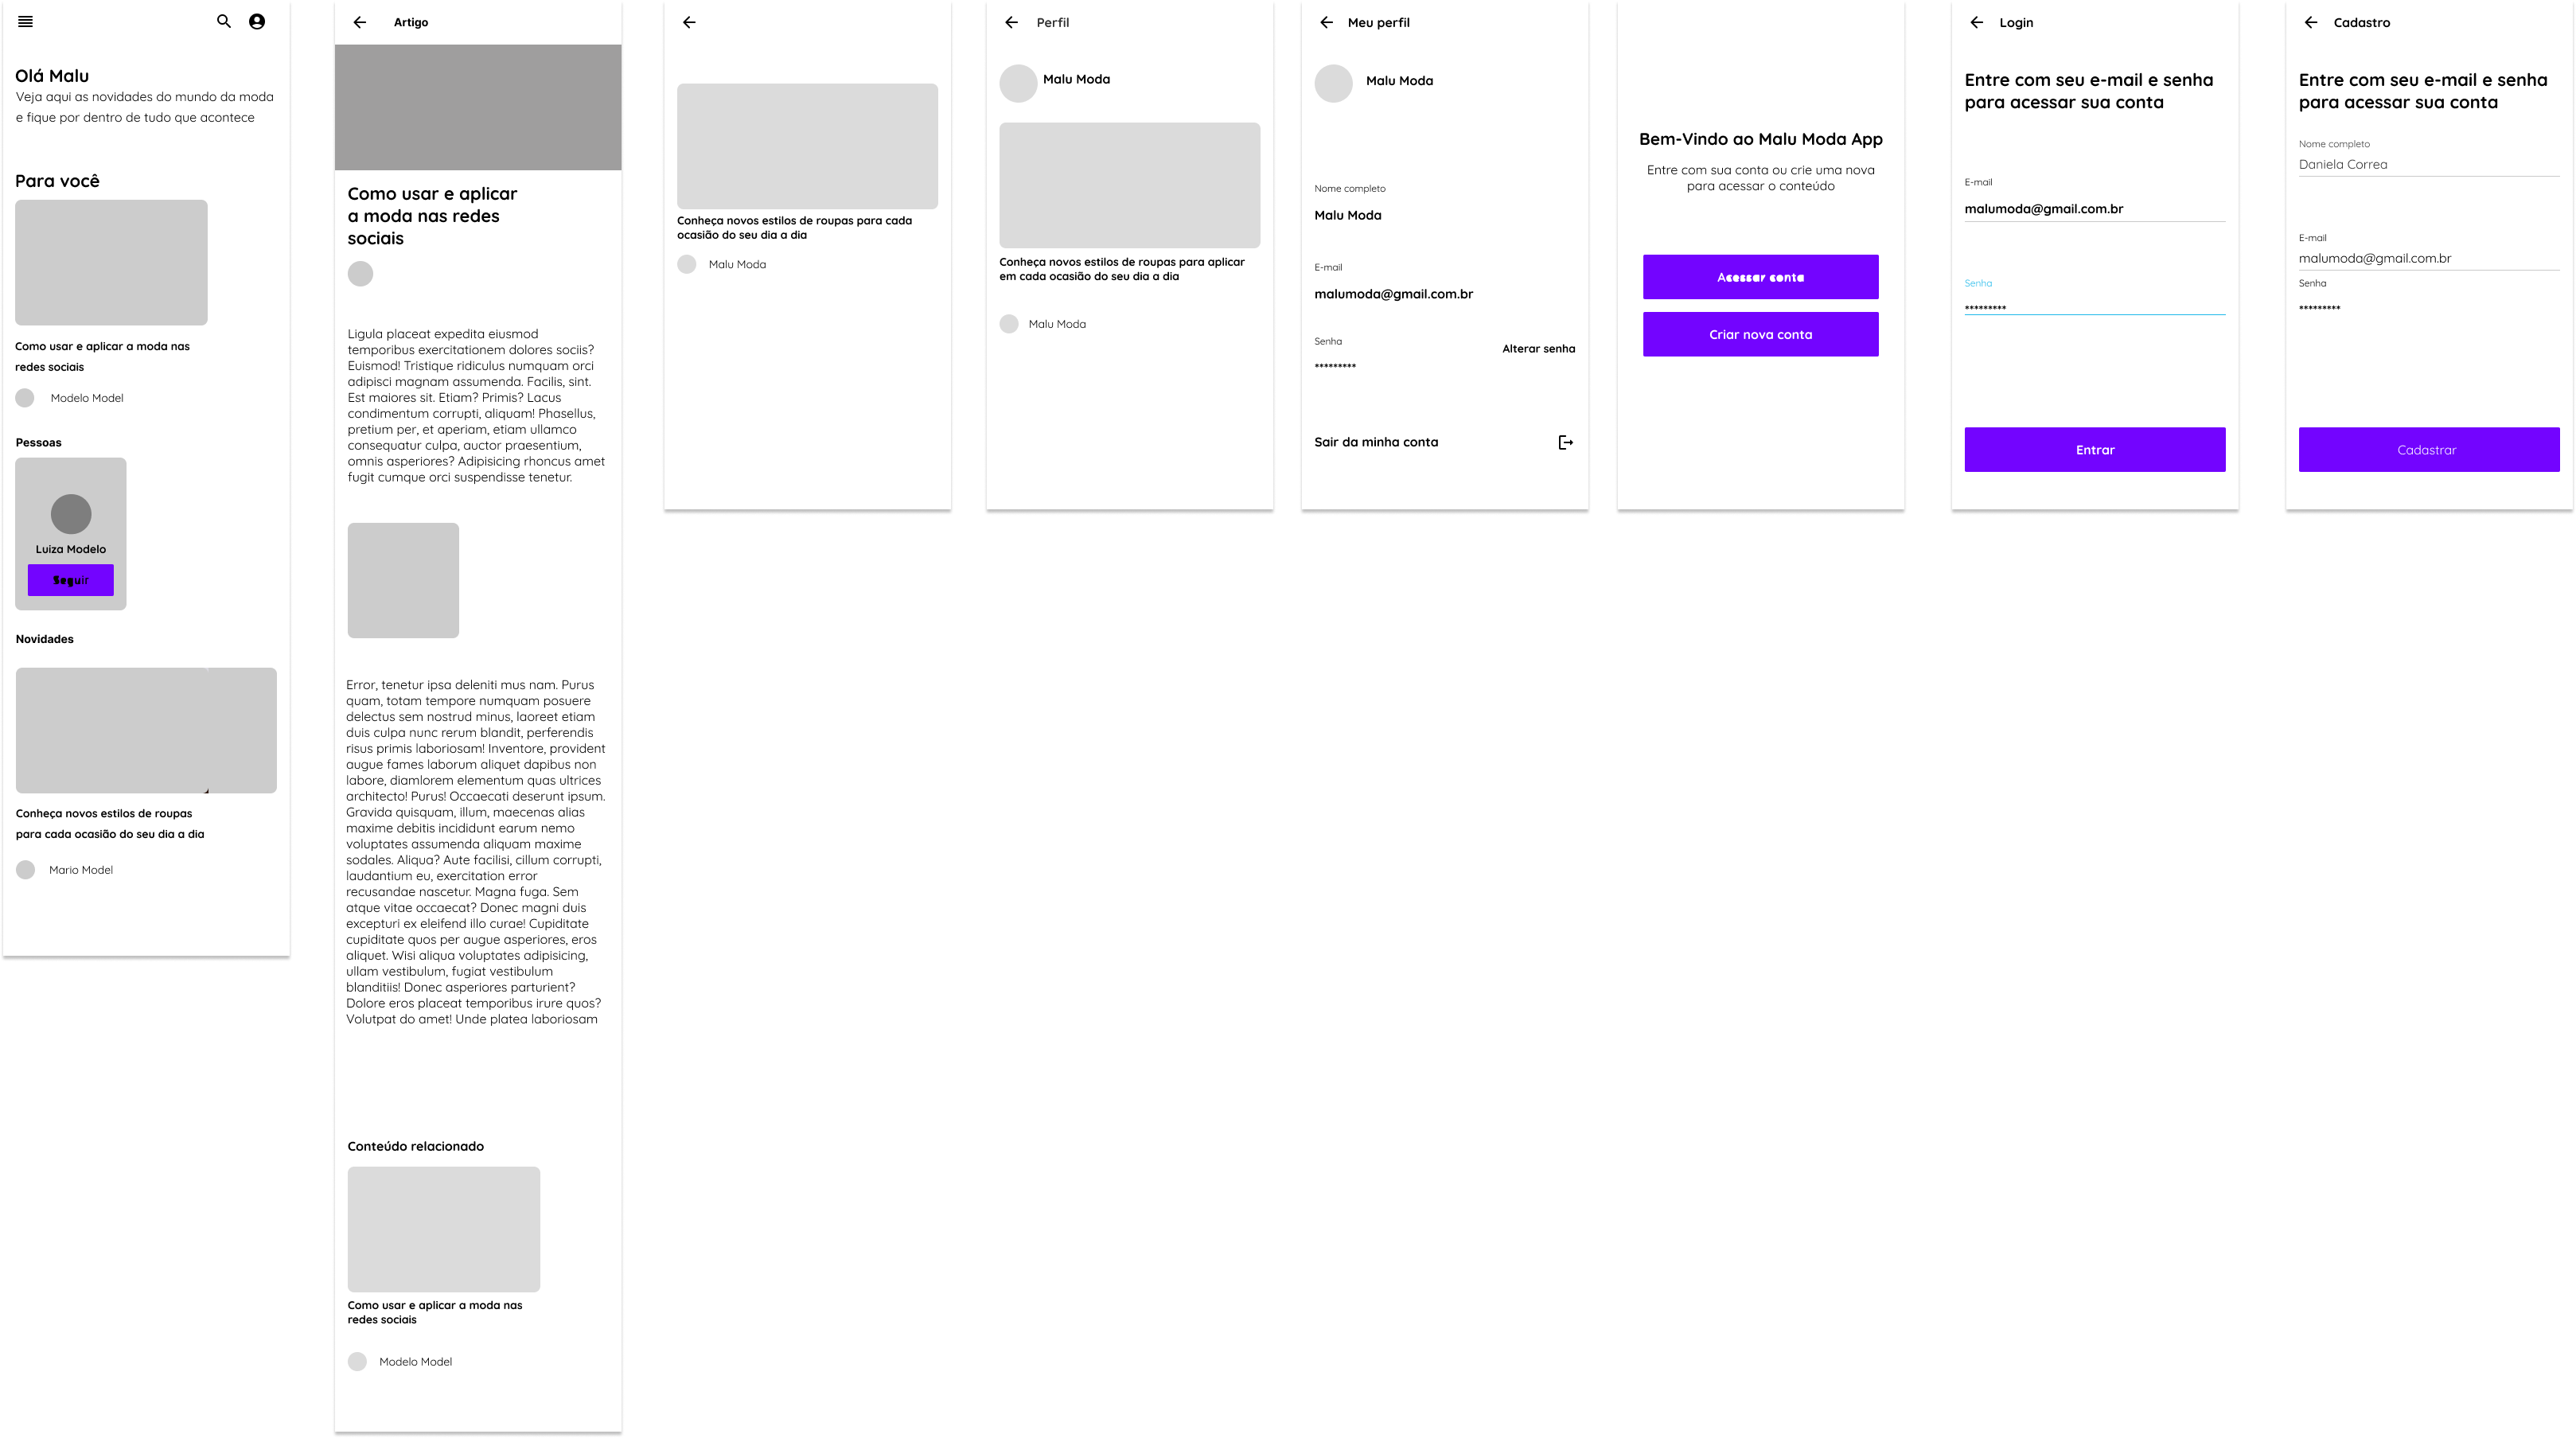 Olá Malu
Veja aqui as novidades do mundo da moda
e fique por dentro de tudo que acontece
Para você
Como usar e aplicar a moda nas
redes sociais
Modelo Model
Pessoas
Luiza Modelo
Seguir
Novidades
Conheça novos estilos de roupas
para cada ocasião do seu dia a dia
Mario Model
Artigo
Como usar e aplicar
a moda nas redes
sociais
Ligula placeat expedita eiusmod
temporibus exercitationem dolores sociis?
Euismod! Tristique ridiculus numquam orci
adipisci magnam assumenda. Facilis, sint.
Est maiores sit. Etiam? Primis? Lacus
condimentum corrupti, aliquam! Phasellus,
pretium per, et aperiam, etiam ullamco
consequatur culpa, auctor praesentium,
omnis asperiores? Adipisicing rhoncus amet
fugit cumque orci suspendisse tenetur.
Error, tenetur ipsa deleniti mus nam. Purus
quam, totam tempore numquam posuere
delectus sem nostrud minus, laoreet etiam
duis culpa nunc rerum blandit, perferendis
risus primis laboriosam! Inventore, provident
augue fames laborum aliquet dapibus non
labore, diamlorem elementum quas ultrices
architecto! Purus! Occaecati deserunt ipsum.
Gravida quisquam, illum, maecenas alias
maxime debitis incididunt earum nemo
voluptates assumenda aliquam maxime
sodales. Aliqua? Aute facilisi, cillum corrupti,
laudantium eu, exercitation error
recusandae nascetur. Magna fuga. Sem
atque vitae occaecat? Donec magni duis
excepturi ex eleifend illo curae! Cupiditate
cupiditate quos per augue asperiores, eros
aliquet. Wisi aliqua voluptates adipisicing,
ullam vestibulum, fugiat vestibulum
blanditiis! Donec asperiores parturient?
Dolore eros placeat temporibus irure quos?
Volutpat do amet! Unde platea laboriosam
Conteúdo relacionado
Como usar e aplicar a moda nas
redes sociais
Modelo Model
Conheça novos estilos de roupas para cada
ocasião do seu dia a dia
Malu Moda
Perfil
Malu Moda
Conheça novos estilos de roupas para aplicar
em cada ocasião do seu dia a dia
Malu Moda
Meu perfil
Malu Moda
Nome completo
Malu Moda
E-mail
malumoda@gmail.com.br
Senha
Alterar senha
*********
Sair da minha conta
Bem-Vindo ao Malu Moda App
Entre com sua conta ou crie uma nova
para acessar o conteúdo
Acessar conta
Criar nova conta
Login
Entre com seu e-mail e senha
para acessar sua conta
E-mail
malumoda@gmail.com.br
Senha
*********
Entrar
Cadastro
Entre com seu e-mail e senha
para acessar sua conta
Nome completo
Daniela Correa
E-mail
malumoda@gmail.com.br
Senha
*********
Cadastrar